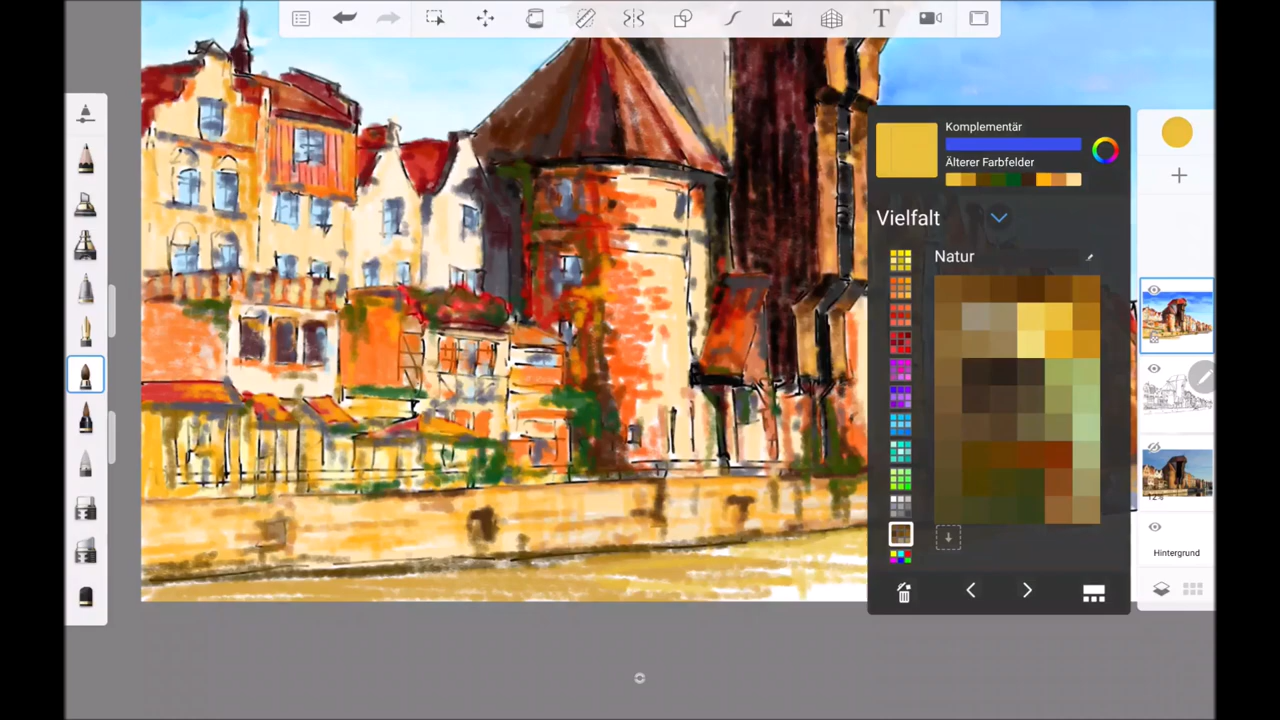 T
Komplementär
Älterer Farbfelder
Vielfalt
Natur
Hintergrund